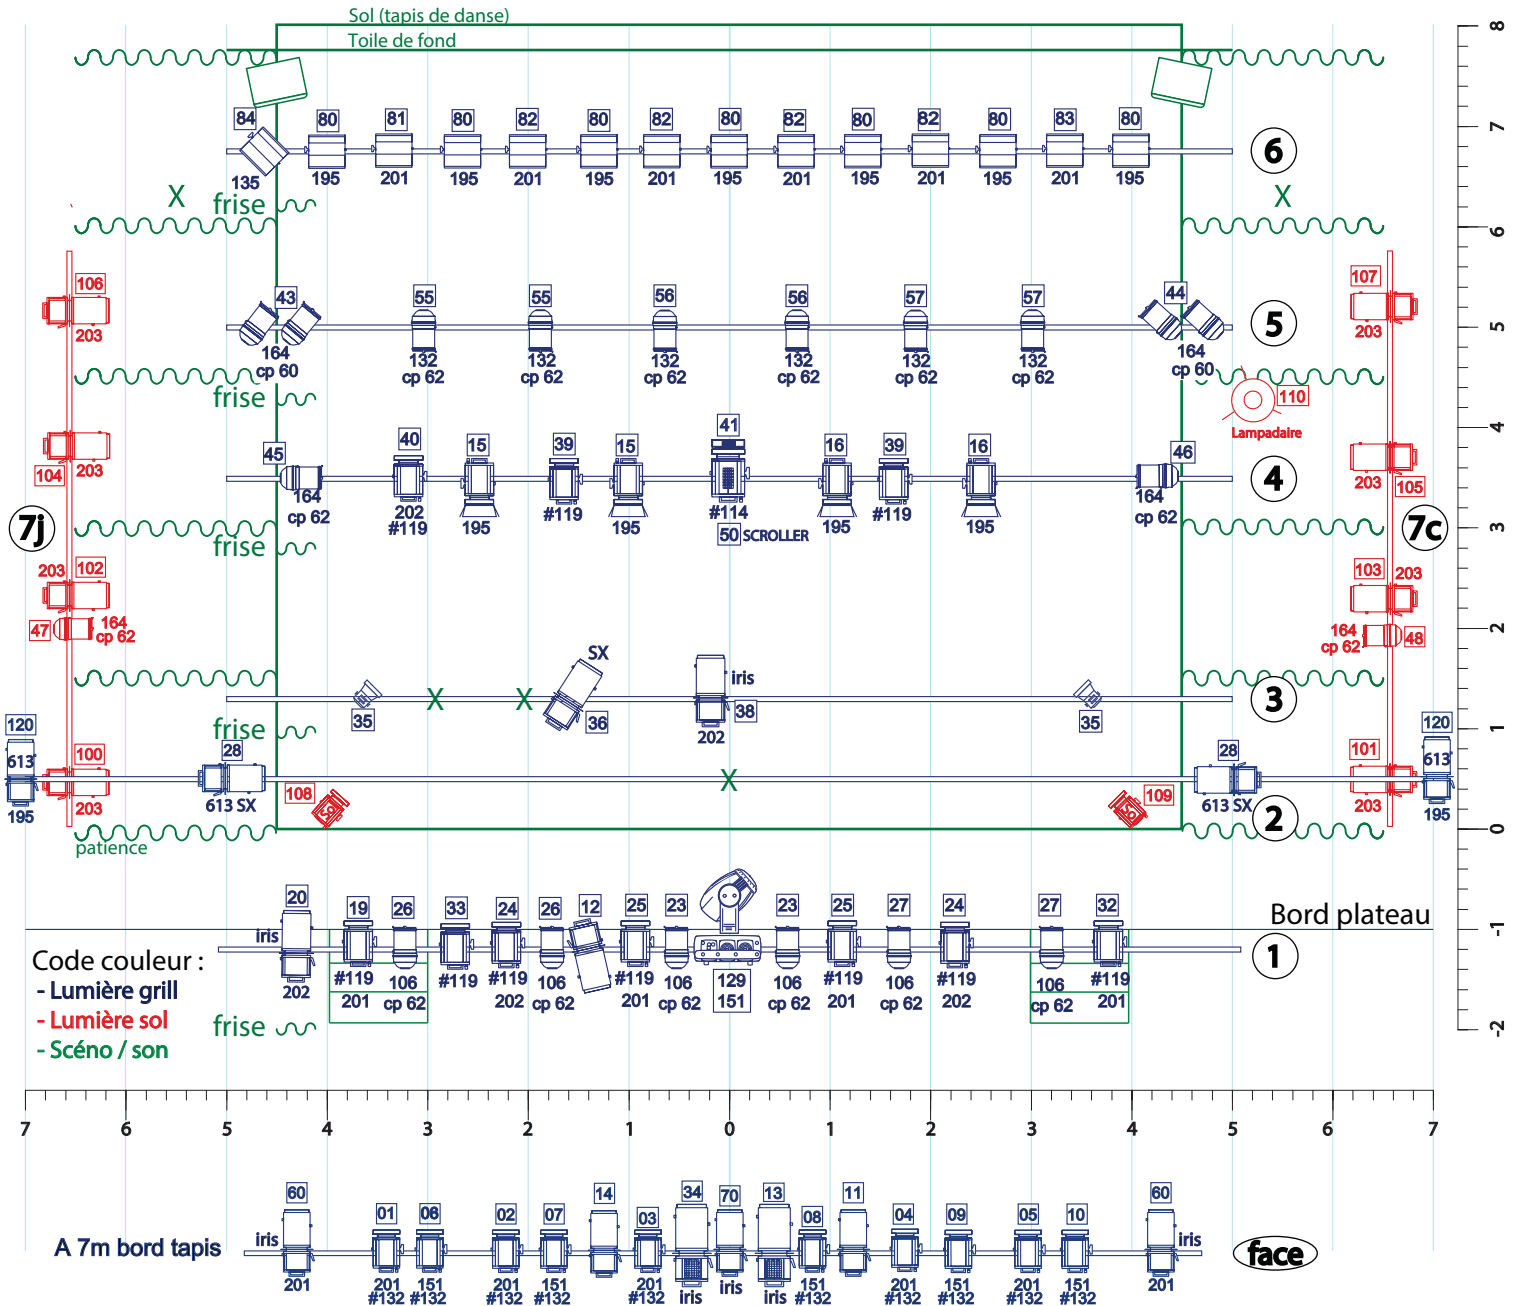 Sol (tapis de danse)
Toile de fond
8
84 80 81 80 82 80 82 80 82 80 82 80 83 80
7
6
135 195 201 195 201 195 201 195 201 195 201 195 201 195
X frise X
6
106 43 55 55 56 56 57 57 44 107
5
5
203 164 132 132 132 132 132 132 164 203
cp 60 cp 62 cp 62 cp 62 cp 62 cp 62 cp 62 cp 60
frise
110
Lampadaire
4
45 40 15 39 15 41 16 39 16 46
104 203 203 105
4
164 202 #119 195 #119 195 #114 195 #119 195 164
cp 62 #119 cp 62
50 SCROLLER
7j
3
7c
frise
203 102 103 203
47 164 164 48
cp 62 cp 62
2
SX
iris
X X
3
35 36 38 35
202
frise
1
120 120
100 28 28 101
613 613
X
203 613 SX 613 SX 203
195 195
108 Sol Sol 109
2
0
patience
20 19 26 33 24 26 12 25 23 23 25 27 24 27 32
iris
Bord plateau
-1
1
202 #119 106 #119 #119 106 #119 106 129 106 #119 106 #119 106 #119
201 cp 62 202 cp 62 201 cp 62 151 cp 62 201 cp 62 202 cp 62 201
Code couleur :
- Lumière grill
- Lumière sol
- Scéno / son
frise
-2
7 6 5 4 3 2 1 0 1 2 3 4 5 6 7
60 01 06 02 07 14 03 34 70 13 08 11 04 09 05 10 60
A 7m bord tapis
iris iris
face
201 201 151 201 151 201 iris iris iris 151 201 151 201 151 201
#132 #132 #132 #132 #132 #132 #132 #132 #132 #132